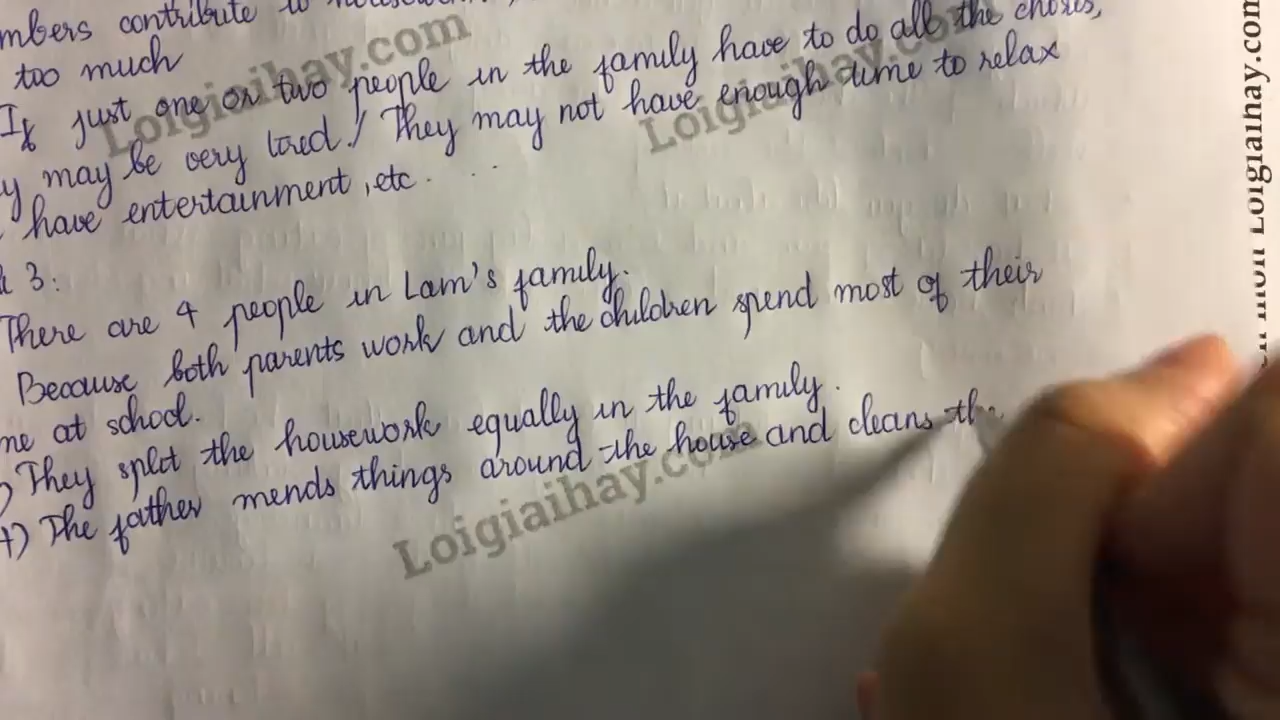 mbers contribute to
too much
If just one or two people in the family have to do all the chores,
y may be very tired. They may not have enough time to relax
have entertainment, etc.
3:
There are 4 people in Lam's family.
Because both parents work and the children spend most of their
me at school.
) They split the housework equally in the family.
+) The father mends things around the house and cleans the
Loigiaihay.com
Loigiaihay.com
Loigiaihay.com
Loigiaihay.com